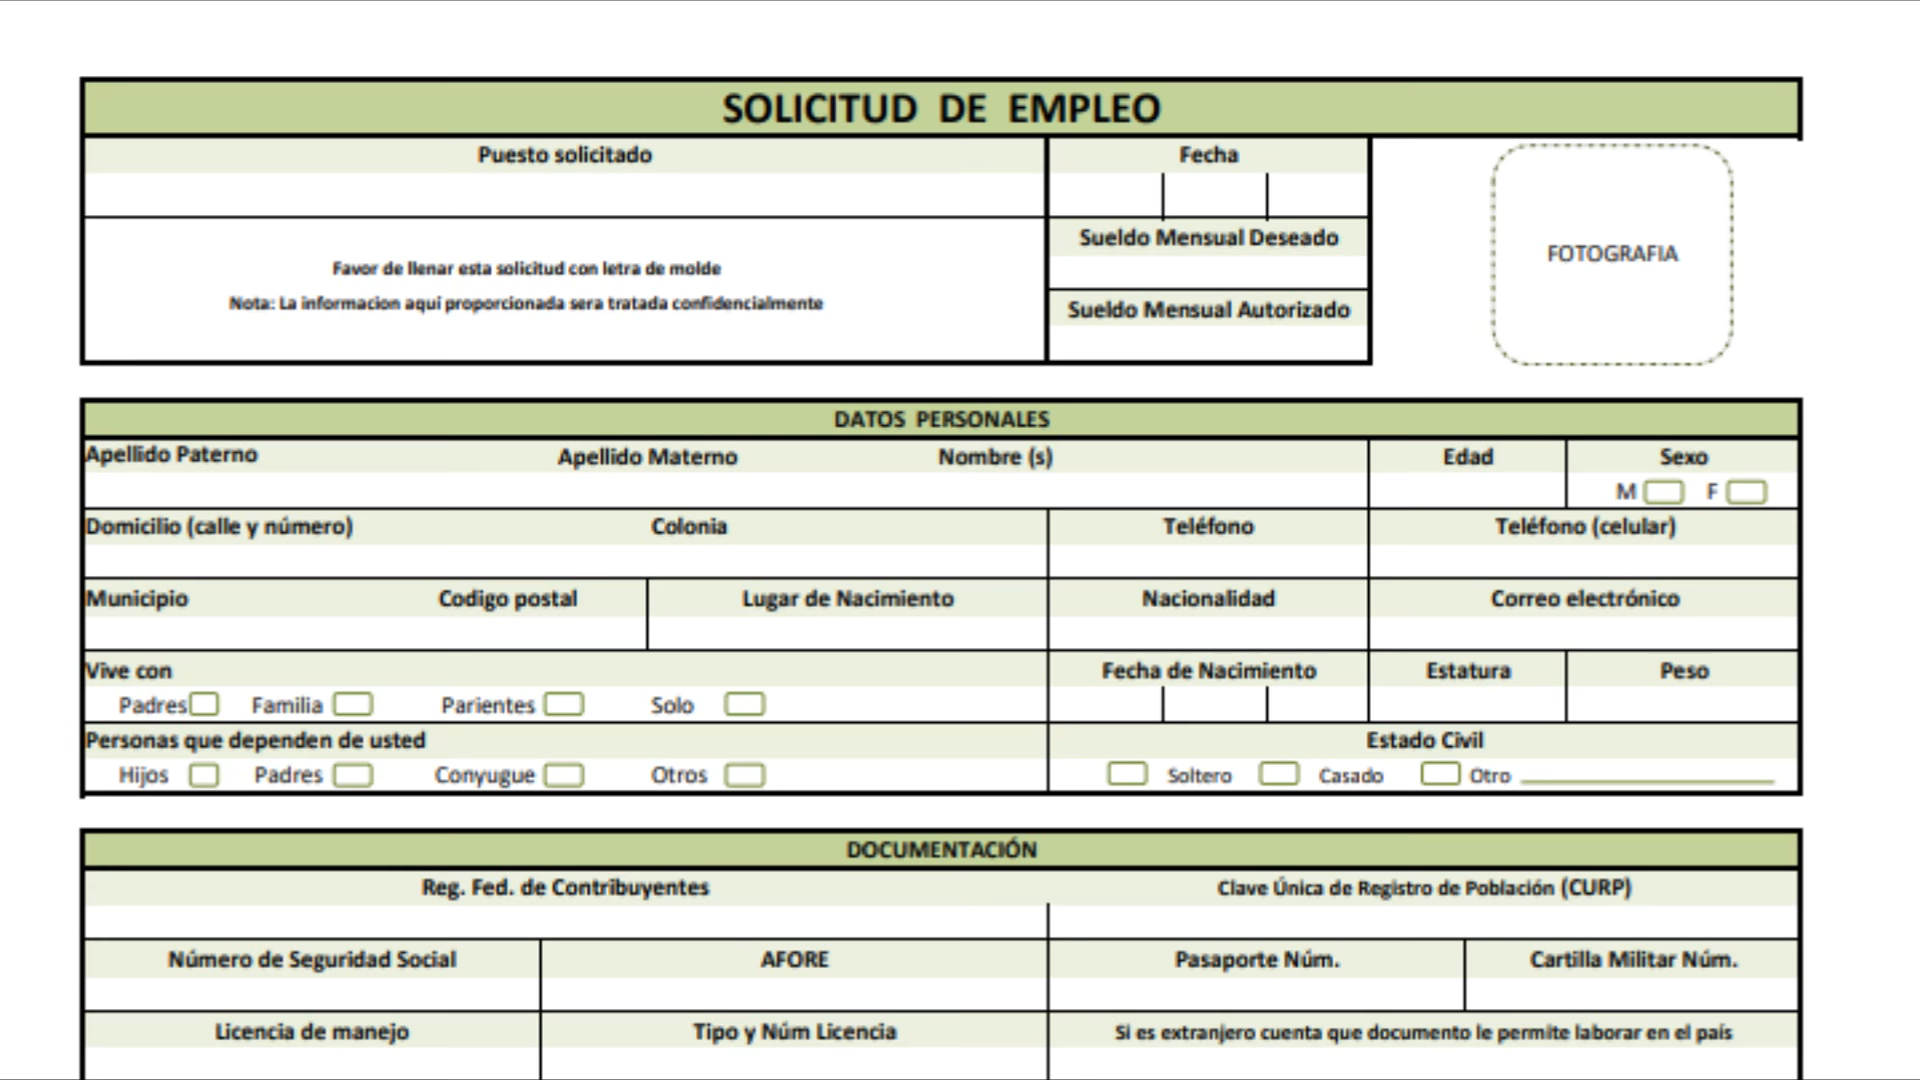 SOLICITUD DE EMPLEO
Puesto solicitado
Fecha
FOTOGRAFIA
Sueldo Mensual Deseado
Favor de llenar esta solicitud con letra de molde
Nota: La informacion aqui proporcionada sera tratada confidencialmente
Sueldo Mensual Autorizado
DATOS PERSONALES
Apellido Paterno Apellido Materno Nombre (s) Edad Sexo
M F
Domicilio (calle y número) Colonia Teléfono Teléfono (celular)
Municipio Codigo postal Lugar de Nacimiento Nacionalidad Correo electrónico
Vive con Fecha de Nacimiento Estatura Peso
Padres Familia Parientes Solo
Personas que dependen de usted Estado Civil
Hijos Padres Conyugue Otros Soltero Casado Otro
DOCUMENTACIÓN
Reg. Fed. de Contribuyentes Clave Única de Registro de Población (CURP)
Número de Seguridad Social AFORE Pasaporte Núm. Cartilla Militar Núm.
Licencia de manejo Tipo y Núm Licencia Si es extranjero cuenta que documento le permite laborar en el país